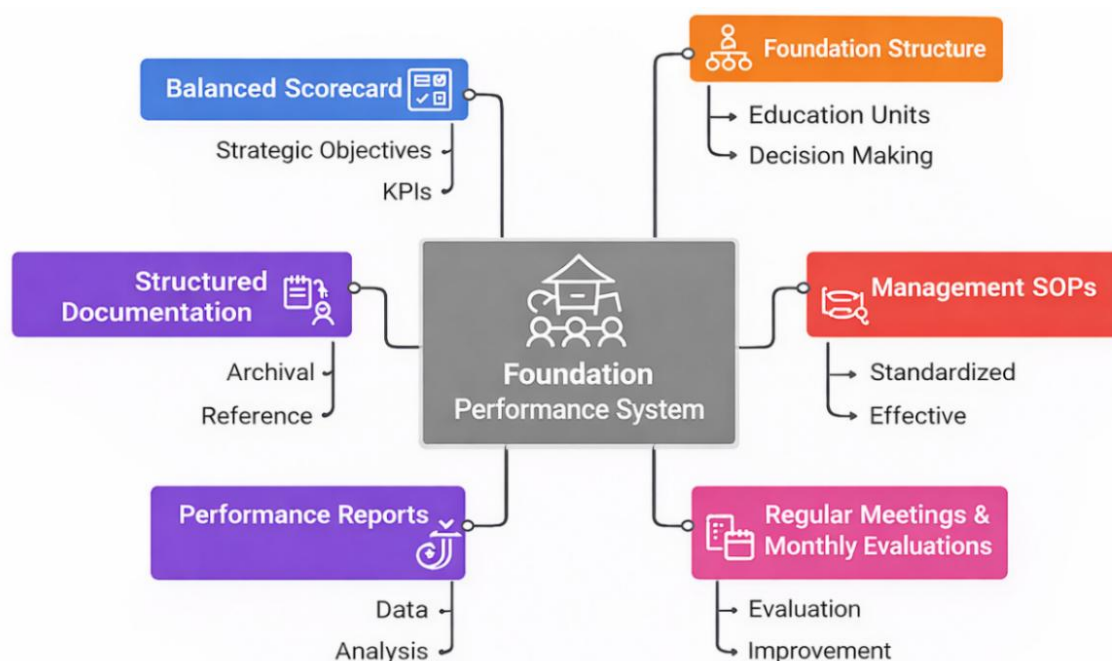 Balanced Scorecard
Strategic Objectives
KPIs
Foundation Structure
Education Units
Decision Making
Structured
Documentation
Archival
Reference
Foundation
Performance System
Management SOPs
Standardized
Effective
Performance Reports
Data
Analysis
Regular Meetings &
Monthly Evaluations
Evaluation
Improvement